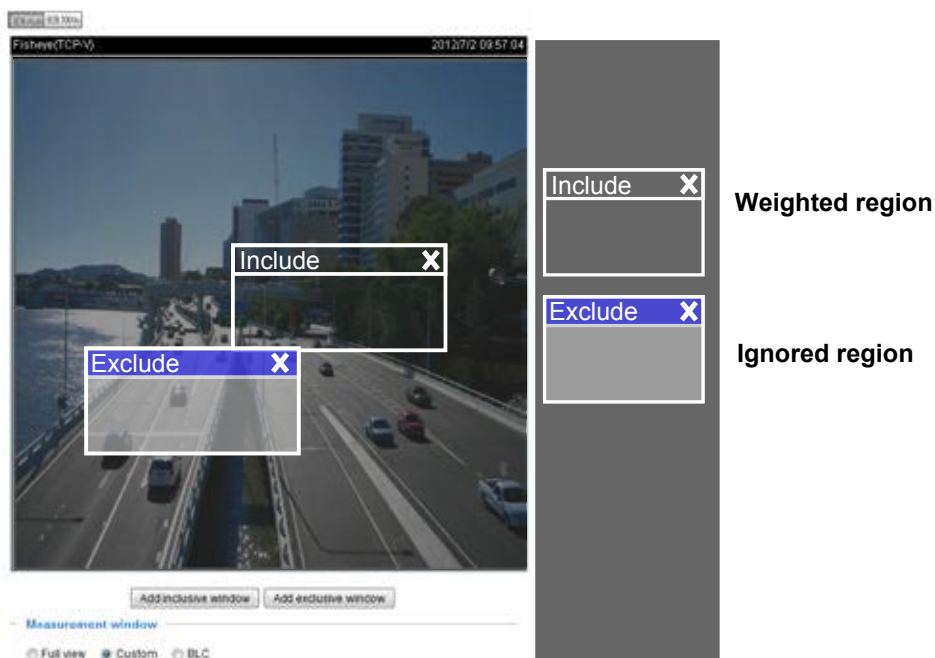 Fisheye(TCP-V) 2012/7/2 09:57:04
Include
Exclude
Include
Weighted region
Exclude
Ignored region
Add inclusive window Add exclusive window
Measurement window
Full view Custom BLC